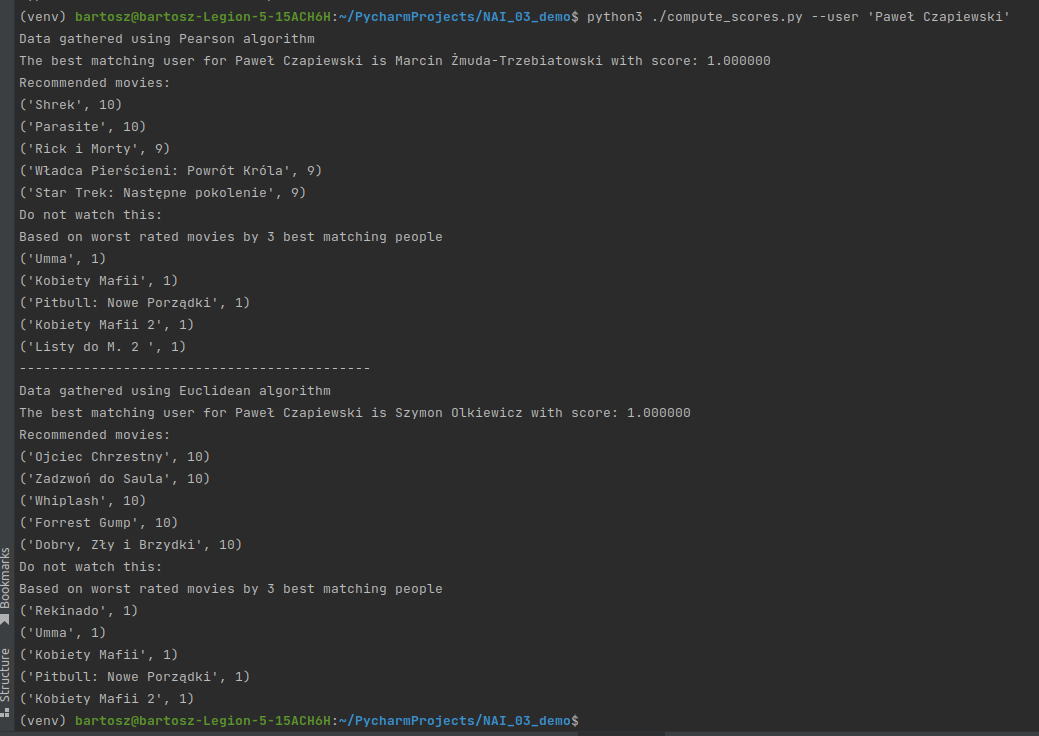 (venv) bartosz@bartosz-Legion-5-15ACH6H:~/PycharmProjects/NAI_03_demo$ python3 ./compute_scores.py --user 'Paweł Czapiewski'
Data gathered using Pearson algorithm
The best matching user for Paweł Czapiewski is Marcin Żmuda-Trzebiatowski with score: 1.000000
Recommended movies:
('Shrek', 10)
('Parasite', 10)
('Rick i Morty', 9)
('Władca Pierścieni: Powrót Króla', 9)
('Star Trek: Następne pokolenie', 9)
Do not watch this:
Based on worst rated movies by 3 best matching people
('Umma', 1)
('Kobiety Mafii', 1)
('Pitbull: Nowe Porządki', 1)
('Kobiety Mafii 2', 1)
('Listy do M. 2 ', 1)
--------------------------------------------
Data gathered using Euclidean algorithm
The best matching user for Paweł Czapiewski is Szymon Olkiewicz with score: 1.000000
Recommended movies:
('Ojciec Chrzestny', 10)
('Zadzwoń do Saula', 10)
('Whiplash', 10)
('Forrest Gump', 10)
('Dobry, Zły i Brzydki', 10)
Do not watch this:
Based on worst rated movies by 3 best matching people
('Rekinado', 1)
('Umma', 1)
('Kobiety Mafii', 1)
('Pitbull: Nowe Porządki', 1)
('Kobiety Mafii 2', 1)
(venv) bartosz@bartosz-Legion-5-15ACH6H:~/PycharmProjects/NAI_03_demo$
Bookmarks
Structure